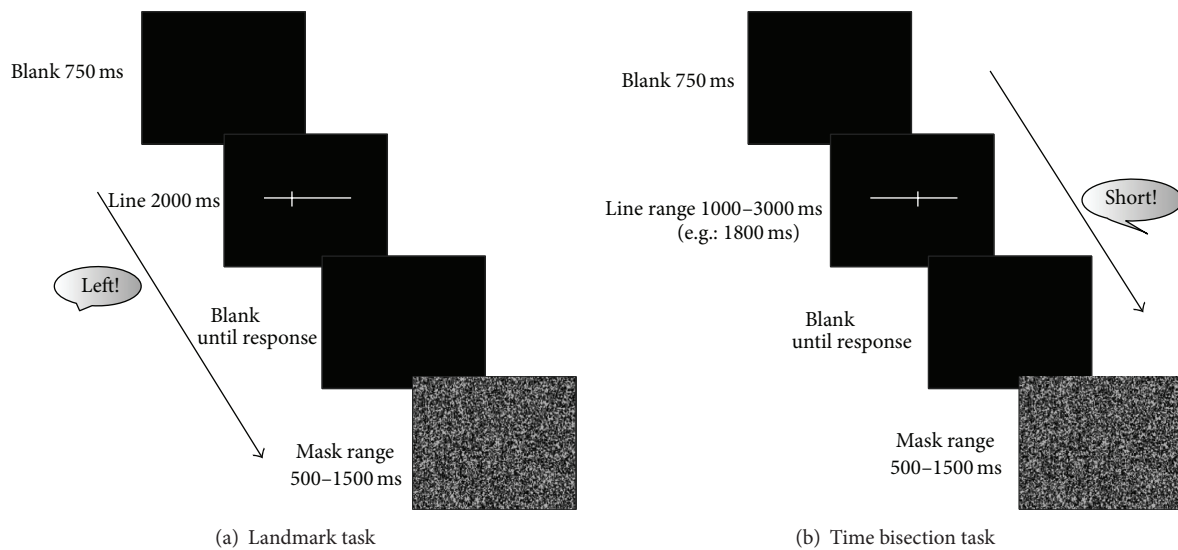 Blank 750 ms
Line 2000 ms
Left!
Blank
until response
Mask range
500–1500 ms
(a) Landmark task
Blank 750 ms
Line range 1000–3000 ms
(e.g.: 1800 ms)
Short!
Blank
until response
Mask range
500–1500 ms
(b) Time bisection task